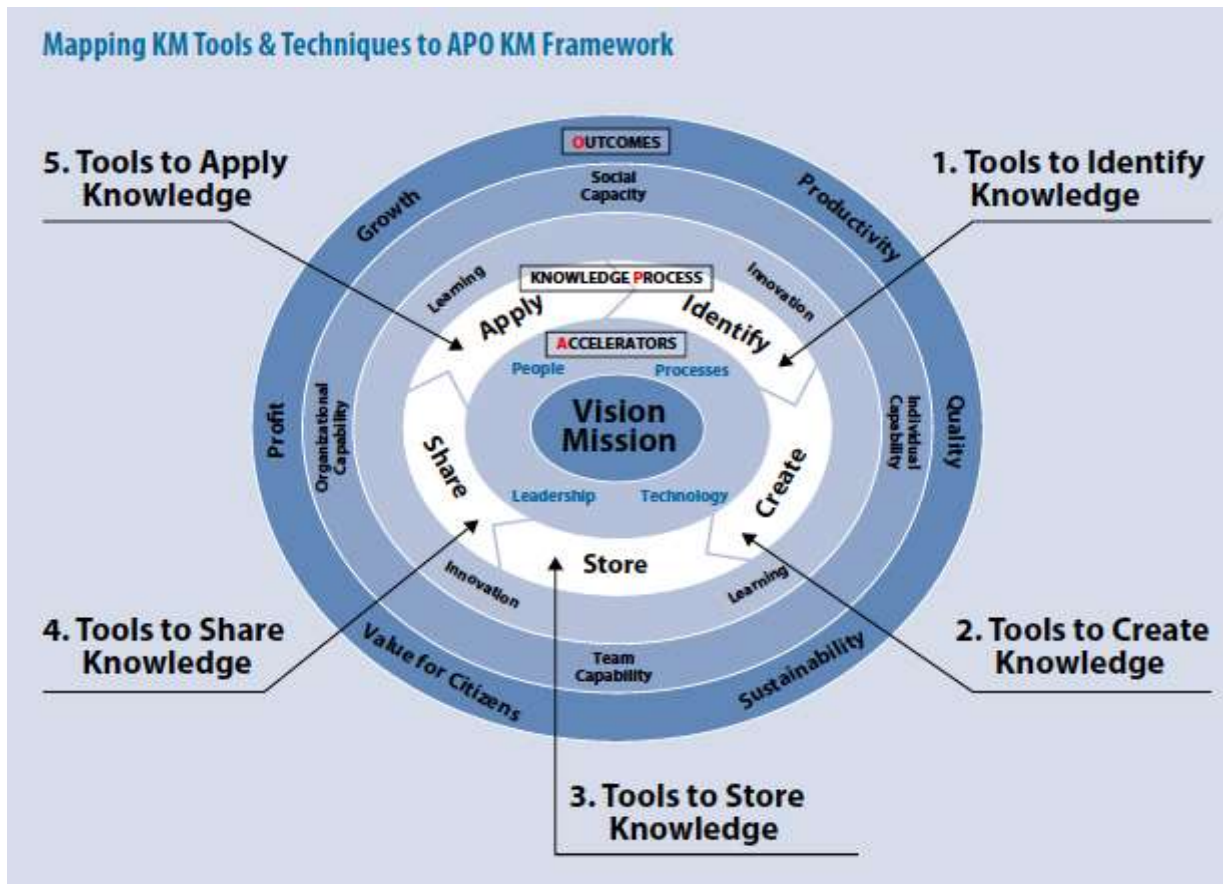 Mapping KM Tools & Techniques to APO KM Framework
5. Tools to Apply
Knowledge
1. Tools to Identify
Knowledge
OUTCOMES
Social
Capacity
Growth
Productivity
Learning
KNOWLEDGE PROCESS
Innovation
Apply
Identify
ACCELERATORS
People
Processes
Vision
Mission
Profit
Organizational
Capability
Share
Create
Individual
Capability
Quality
Leadership
Technology
Store
Innovation
Learning
4. Tools to Share
Knowledge
Value for Citizens
Team
Capability
Sustainability
2. Tools to Create
Knowledge
3. Tools to Store
Knowledge